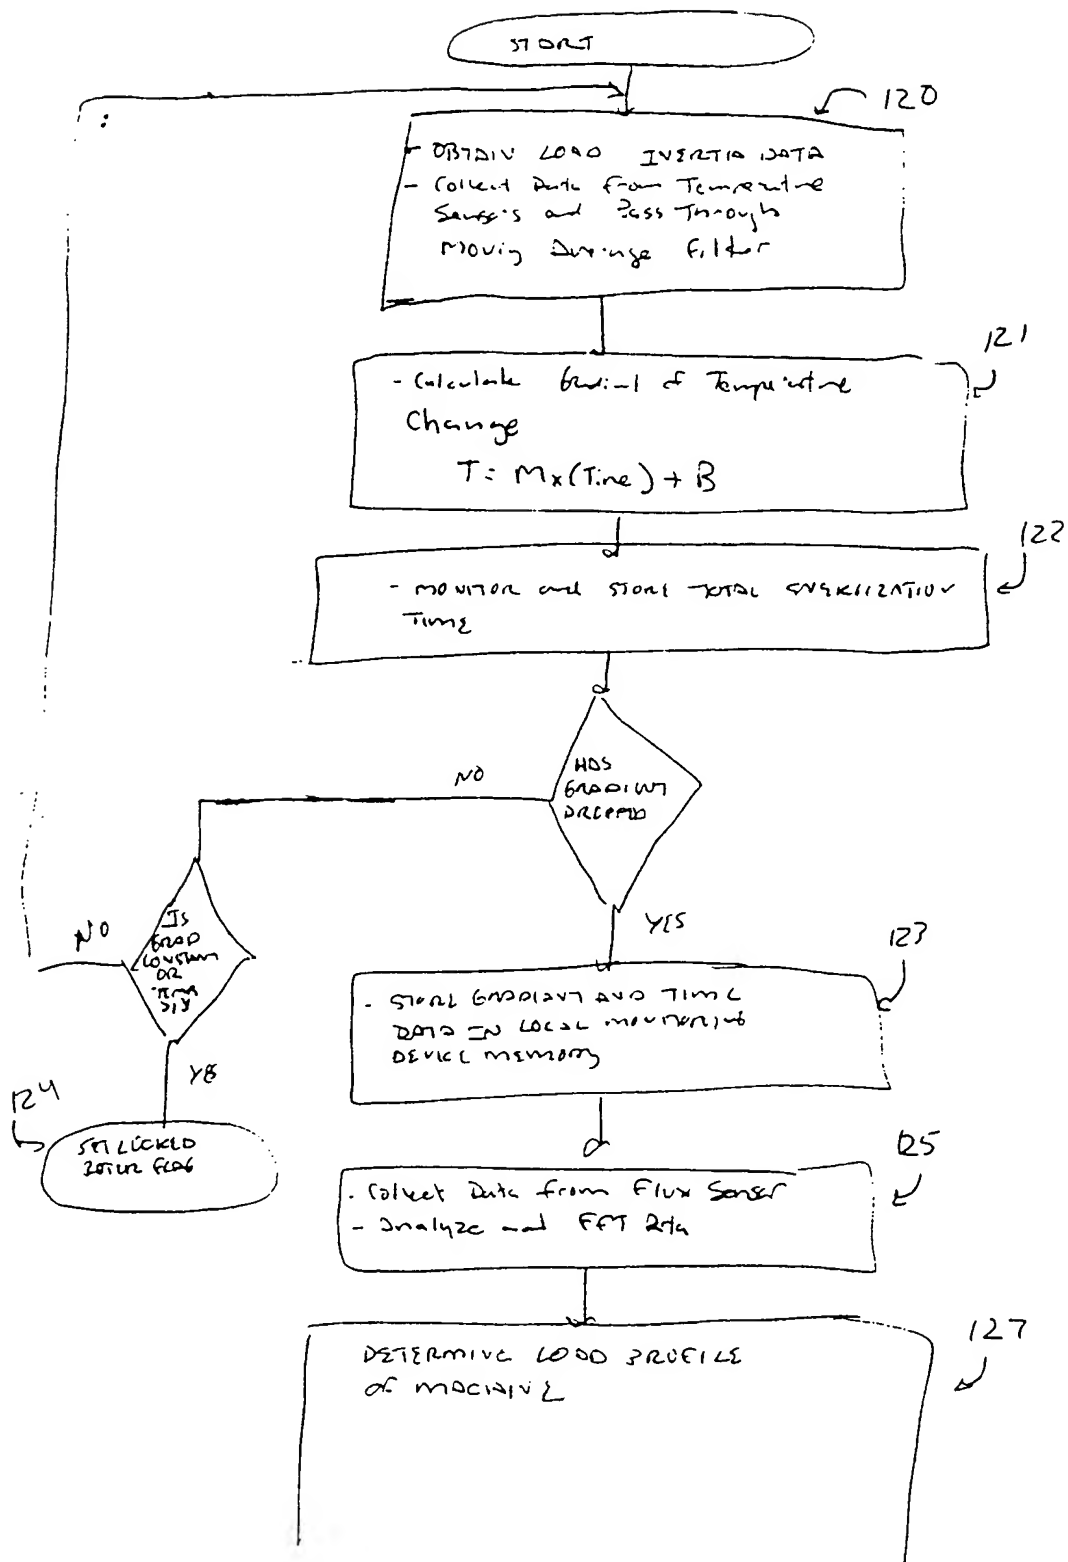 START
120
- OBTAIN LOAD INERTIA DATA
- Collect Data from Temperature
Sensors and Pass Through
Moving Average Filter
121
- Calculate Gradient of Temperature
Change
T = M x (Time) + B
122
- MONITOR and STORE TOTAL ENERGIZATION
TIME
HAS
GRADIENT
DROPPED
NO
YES
IS
GRAD
CONSTANT
OR
NO
YES
123
- STORE GRADIENT AND TIME
DATA IN LOCAL MONITORING
DEVICE MEMORY
124
SET LOCKED
ROTOR FLAG
125
- Collect Data from Flux Sensor
- Analyze and FFT Data
127
DETERMINE LOAD PROFILE
OF MACHINE